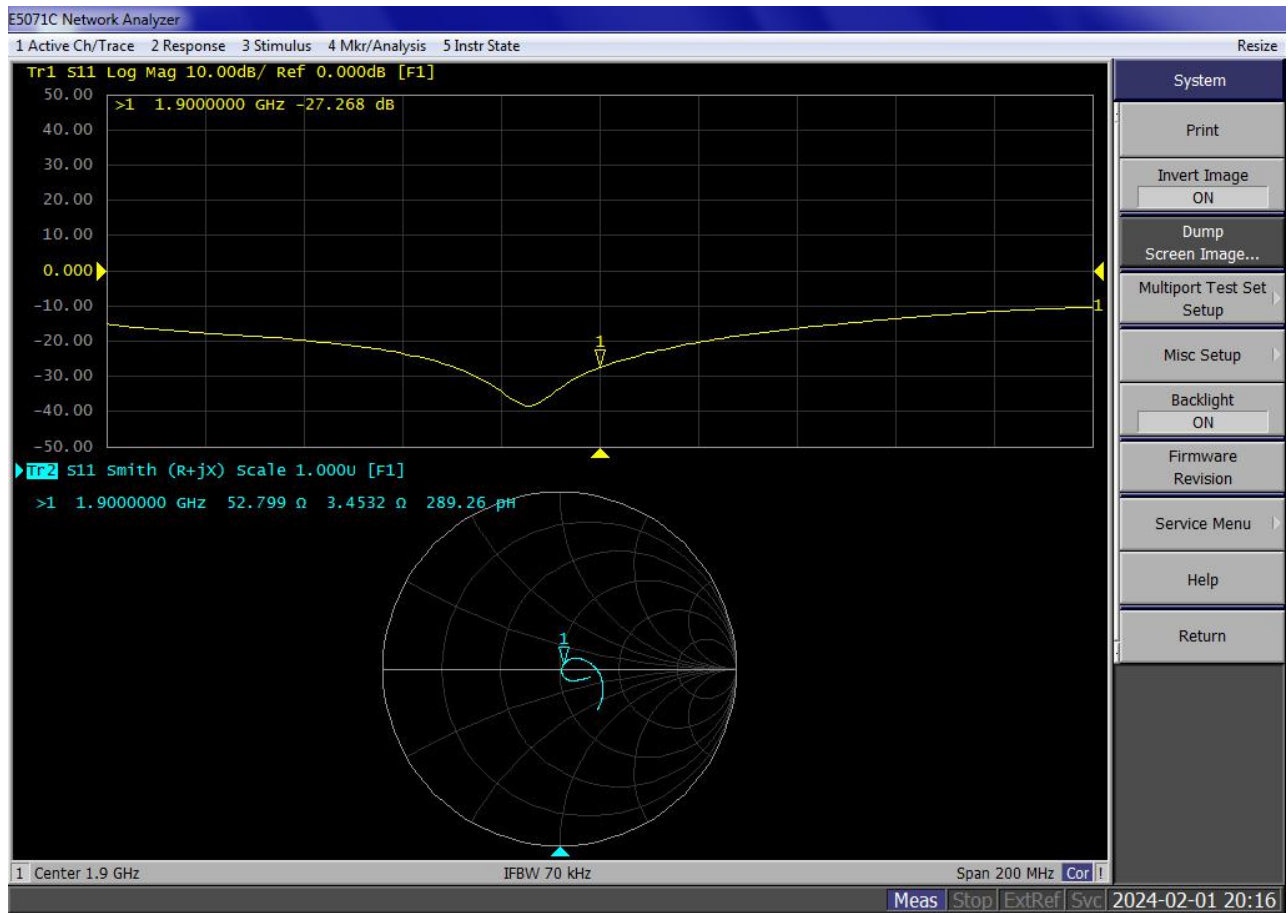 E5071C Network Analyzer
1 Active Ch/Trace 2 Response 3 Stimulus 4 Mkr/Analysis 5 Instr State Resize
Tr1 S11 Log Mag 10.00dB/ Ref 0.000dB [F1]
>1 1.9000000 GHz -27.268 dB
50.00
40.00
30.00
20.00
10.00
0.000
-10.00
-20.00
-30.00
-40.00
-50.00
1
1
Tr2 S11 Smith (R+jX) Scale 1.000U [F1]
>1 1.9000000 GHz 52.799 Ω 3.4532 Ω 289.26 pH
1
1 Center 1.9 GHz IFBW 70 kHz Span 200 MHz Cor !
System
Print
Invert Image
ON
Dump
Screen Image...
Multiport Test Set
Setup
Misc Setup
Backlight
ON
Firmware
Revision
Service Menu
Help
Return
Meas Stop ExtRef Svc 2024-02-01 20:16